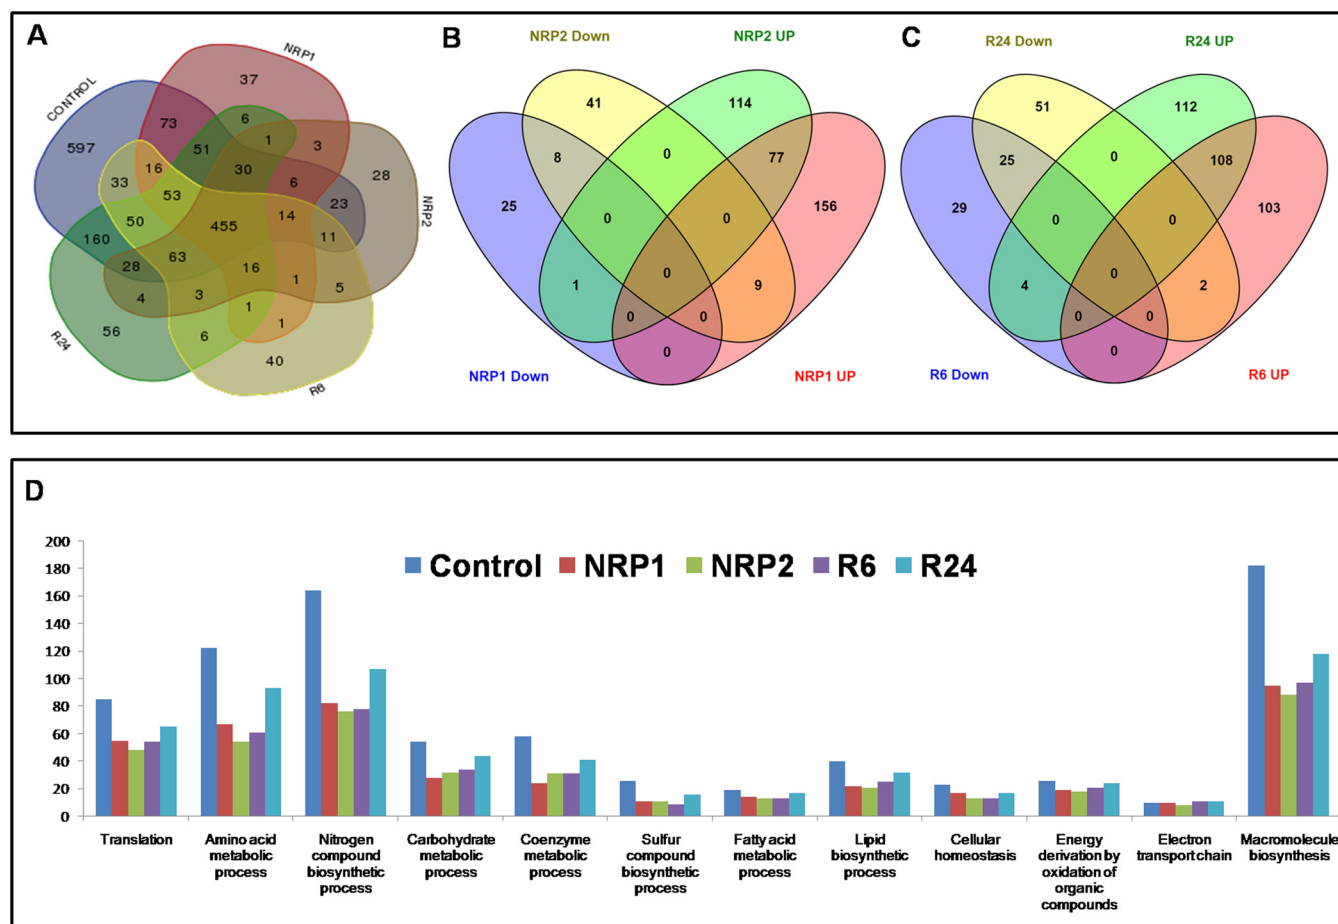 A
CONTROL
NRP1
NRP2
R24
R6
37
6
73
51
1
3
597
16
30
28
33
53
6
23
50
14
455
11
160
63
28
16
1
5
4
3
1
56
6
1
40
B
NRP2 Down
NRP2 UP
41
114
8
0
77
25
0
0
156
0
1
9
0
0
0
NRP1 Down
NRP1 UP
C
R24 Down
R24 UP
51
112
25
0
108
29
0
0
103
0
4
2
0
0
0
R6 Down
R6 UP
D
Control NRP1 NRP2 R6 R24
200
180
160
140
120
100
80
60
40
20
0
Translation
Amino acid
metabolic
process
Nitrogen
compound
biosynthetic
process
Carbohydrate
metabolic
process
Coenzyme
metabolic
process
Sulfur
compound
biosynthetic
process
Fatty acid
metabolic
process
Lipid
biosynthetic
process
Cellular
homeostasis
Energy
derivation by
oxidation of
organic
compounds
Electron
transport chain
Macromolecule
biosynthesis